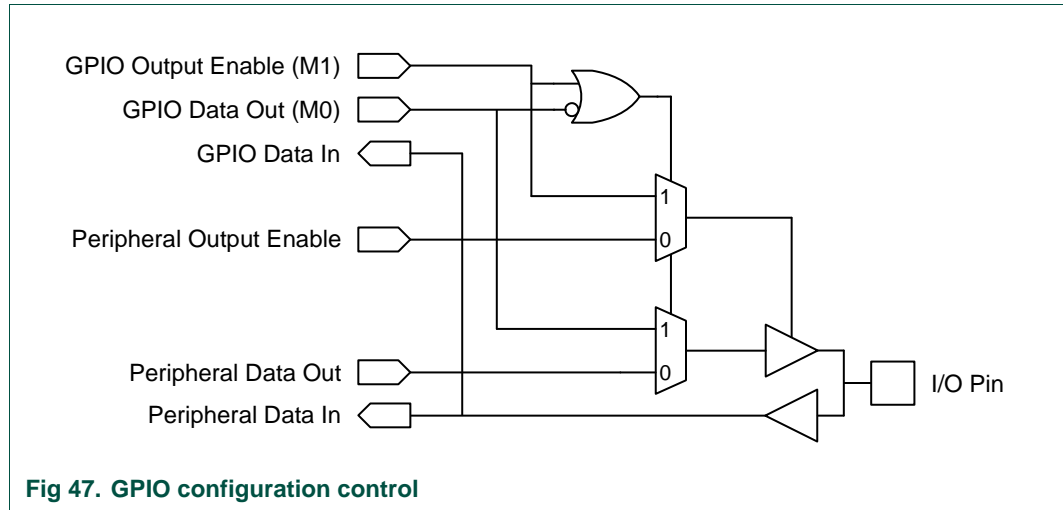 GPIO Output Enable (M1)
GPIO Data Out (M0)
GPIO Data In
1
Peripheral Output Enable
0
1
Peripheral Data Out
0
I/O Pin
Peripheral Data In
Fig 47. GPIO configuration control